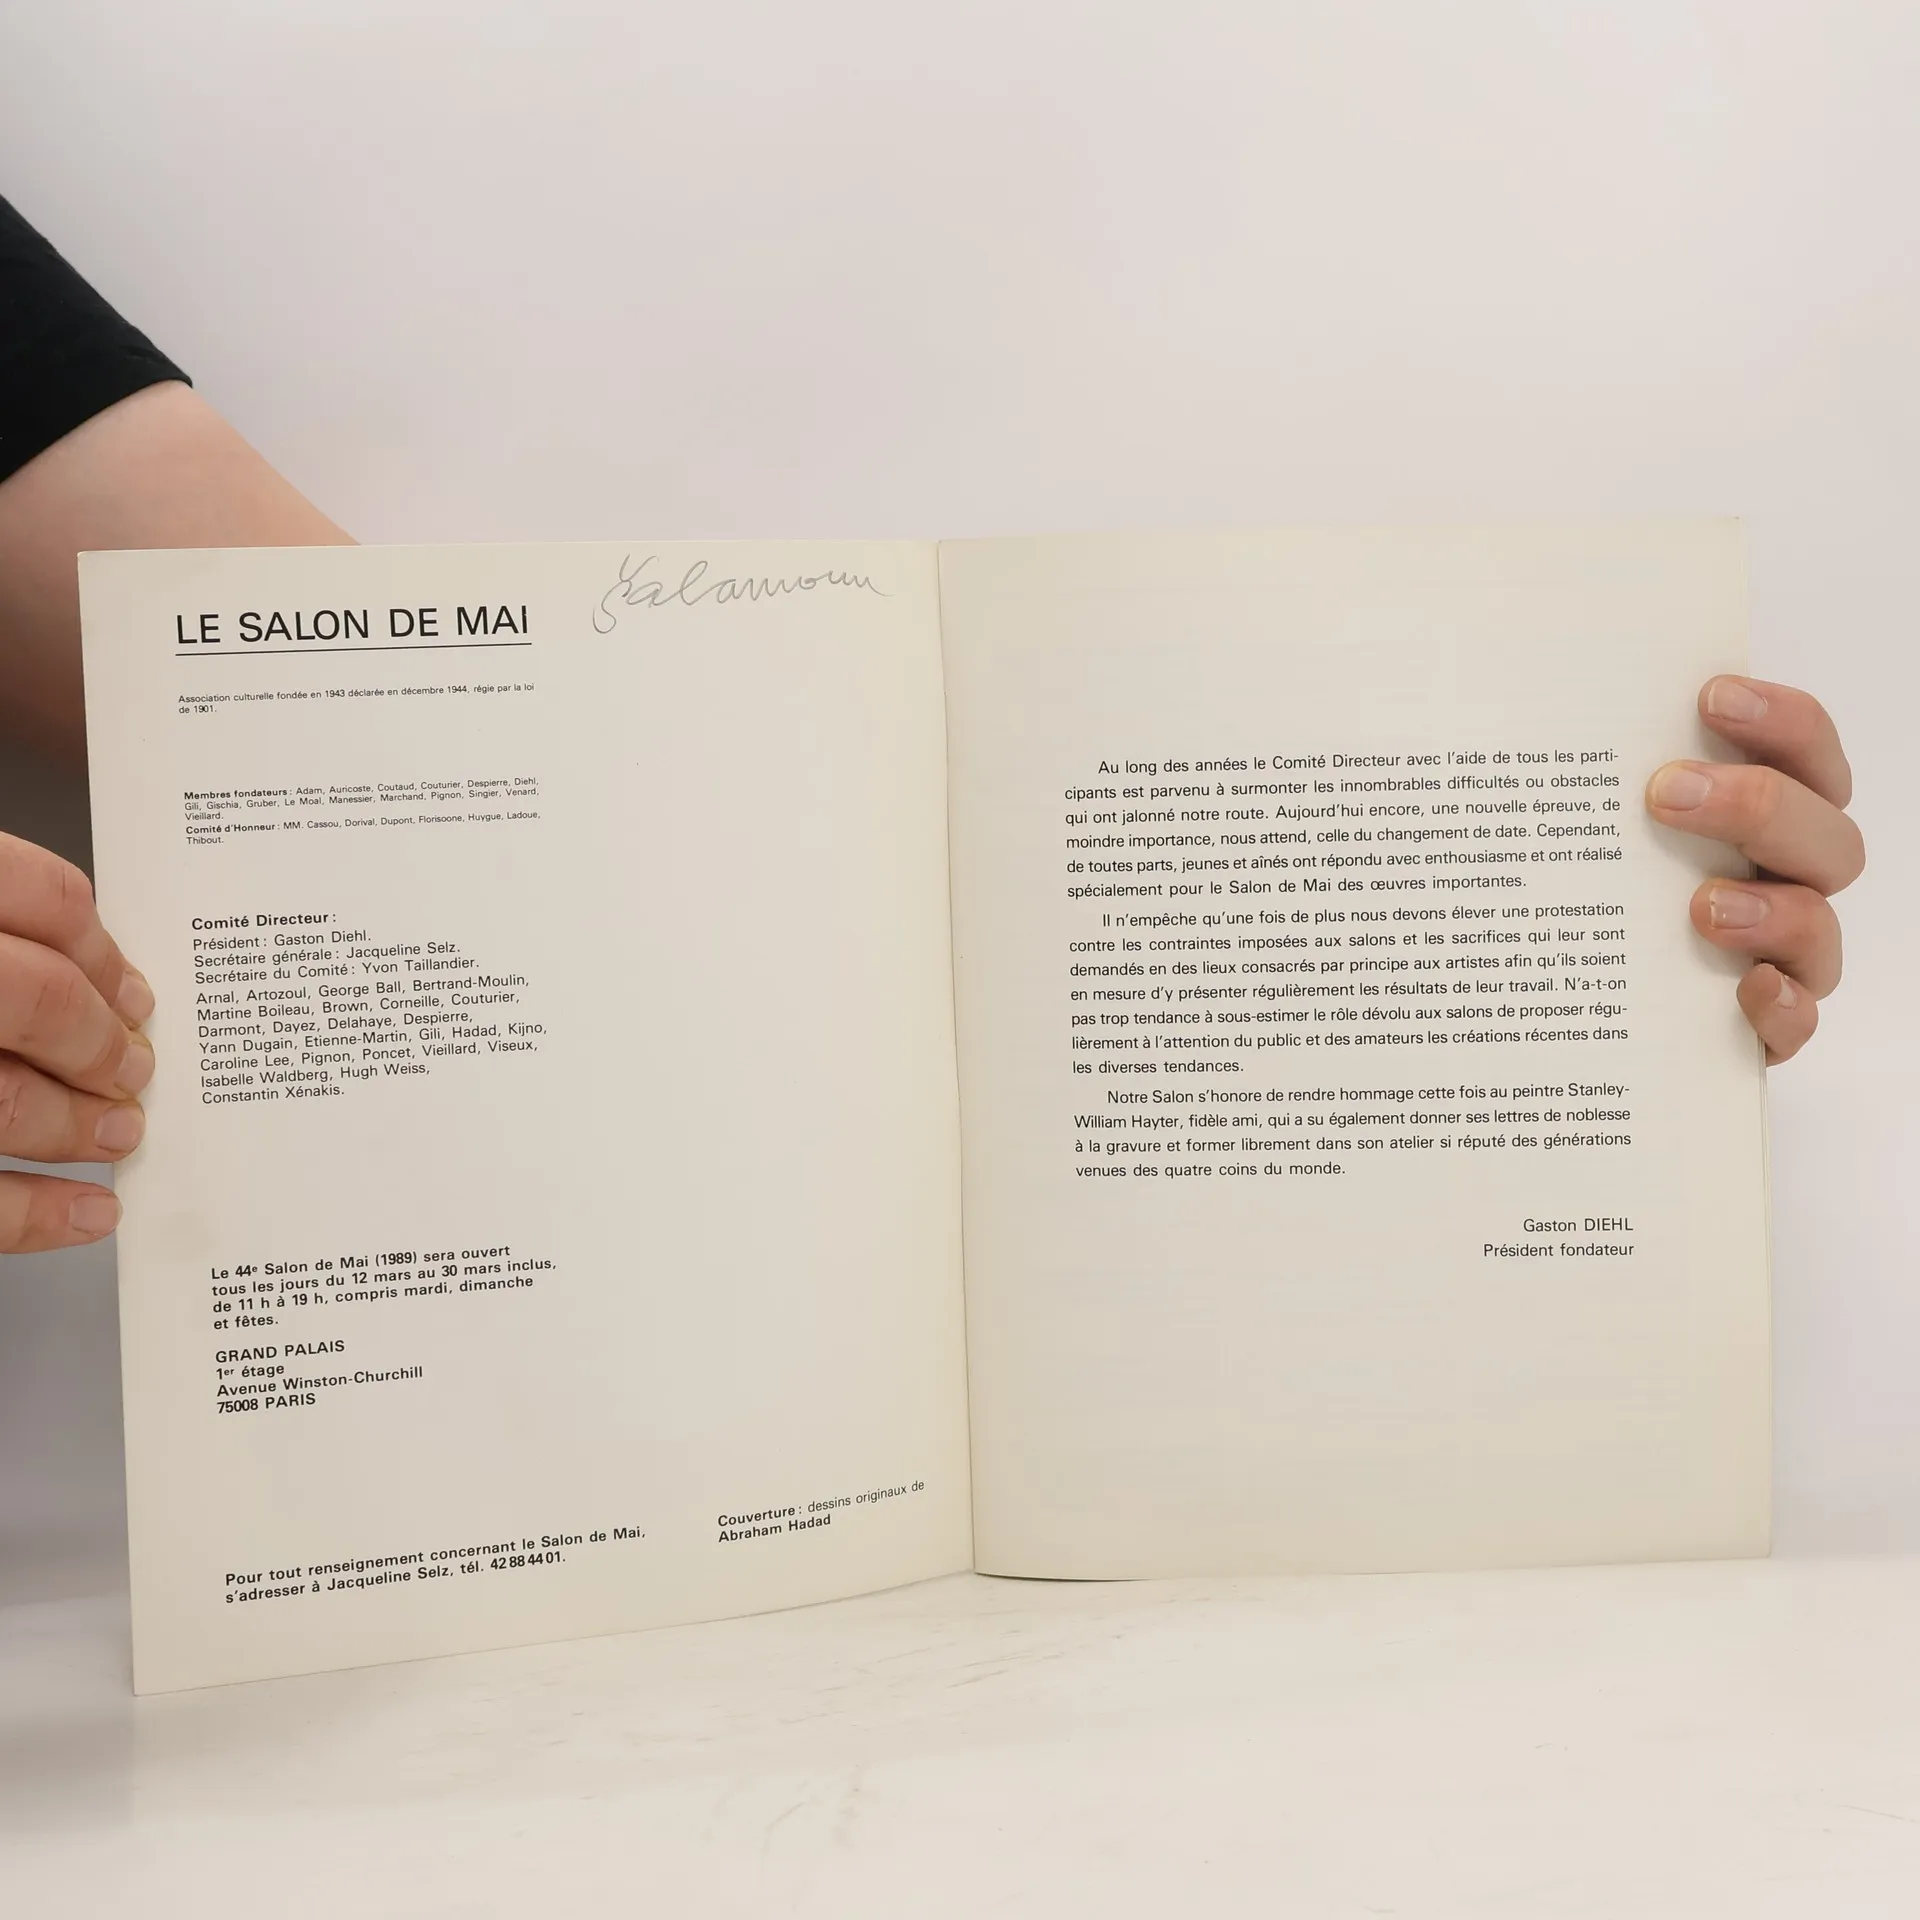 LE SALON DE MAI
Association culturelle fondée en 1943 déclarée en décembre 1944, régie par la loi
de 1901.
Membres fondateurs : Adam, Auricoste, Coutaud, Couturier, Despierre, Diehl,
Gili, Gischia, Gruber, Le Moal, Manessier, Marchand, Pignon, Singier, Venard,
Vieillard.
Comité d'Honneur : MM. Cassou, Dorival, Dupont, Florisoone, Huygue, Ladoue,
Thibout.
Comité Directeur :
Président : Gaston Diehl.
Secrétaire générale : Jacqueline Selz.
Secrétaire du Comité : Yvon Taillandier.
Arnal, Artozoul, George Ball, Bertrand-Moulin,
Martine Boileau, Brown, Corneille, Couturier,
Darmont, Dayez, Delahaye, Despierre,
Yann Dugain, Etienne-Martin, Gili, Hadad, Kijno,
Caroline Lee, Pignon, Poncet, Vieillard, Viseux,
Isabelle Waldberg, Hugh Weiss,
Constantin Xénakis.
Le 44e Salon de Mai (1989) sera ouvert
tous les jours du 12 mars au 30 mars inclus,
de 11 h à 19 h, compris mardi, dimanche
et fêtes.
GRAND PALAIS
1er étage
Avenue Winston-Churchill
75008 PARIS
Pour tout renseignement concernant le Salon de Mai,
s'adresser à Jacqueline Selz, tél. 42 88 44 01.
Couverture : dessins originaux de
Abraham Hadad
Au long des années le Comité Directeur avec l'aide de tous les parti-
cipants est parvenu à surmonter les innombrables difficultés ou obstacles
qui ont jalonné notre route. Aujourd'hui encore, une nouvelle épreuve, de
moindre importance, nous attend, celle du changement de date. Cependant,
de toutes parts, jeunes et aînés ont répondu avec enthousiasme et ont réalisé
spécialement pour le Salon de Mai des œuvres importantes.
Il n'empêche qu'une fois de plus nous devons élever une protestation
contre les contraintes imposées aux salons et les sacrifices qui leur sont
demandés en des lieux consacrés par principe aux artistes afin qu'ils soient
en mesure d'y présenter régulièrement les résultats de leur travail. N'a-t-on
pas trop tendance à sous-estimer le rôle dévolu aux salons de proposer régu-
lièrement à l'attention du public et des amateurs les créations récentes dans
les diverses tendances.
Notre Salon s'honore de rendre hommage cette fois au peintre Stanley-
William Hayter, fidèle ami, qui a su également donner ses lettres de noblesse
à la gravure et former librement dans son atelier si réputé des générations
venues des quatre coins du monde.
Gaston DIEHL
Président fondateur